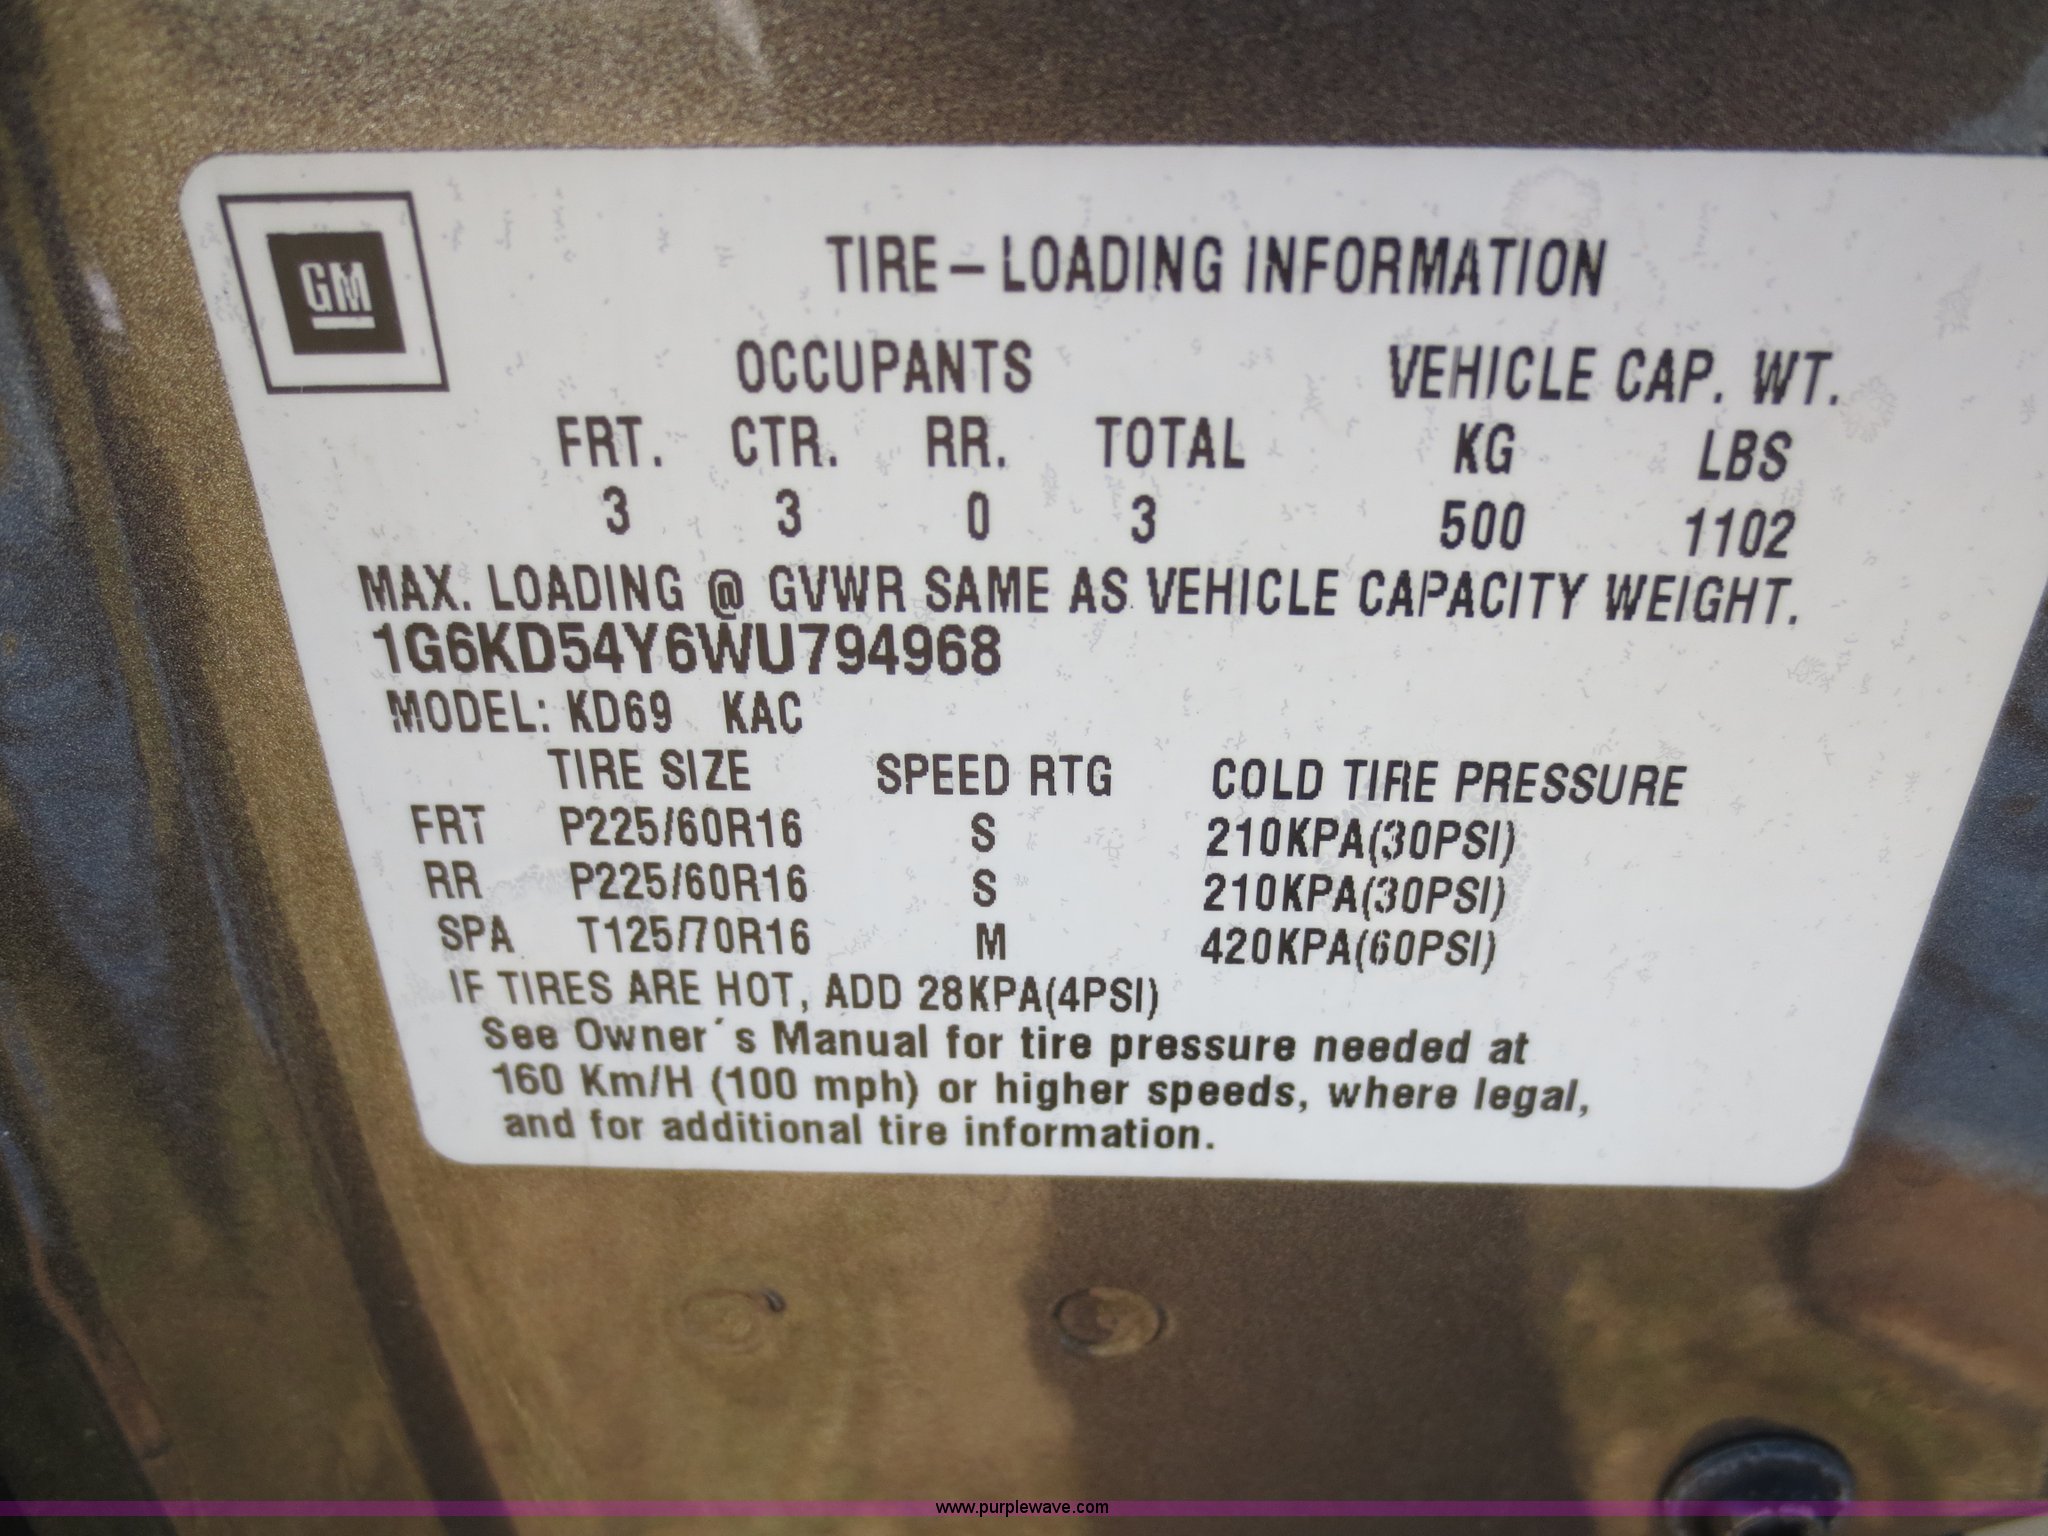 GM
TIRE – LOADING INFORMATION
OCCUPANTS VEHICLE CAP. WT.
FRT. CTR. RR. TOTAL KG LBS
3 3 0 3 500 1102
MAX. LOADING @ GVWR SAME AS VEHICLE CAPACITY WEIGHT.
1G6KD54Y6WU794968
MODEL: KD69 KAC
TIRE SIZE SPEED RTG COLD TIRE PRESSURE
FRT P225/60R16 S 210KPA(30PSI)
RR P225/60R16 S 210KPA(30PSI)
SPA T125/70R16 M 420KPA(60PSI)
IF TIRES ARE HOT, ADD 28KPA(4PSI)
See Owner´s Manual for tire pressure needed at
160 Km/H (100 mph) or higher speeds, where legal,
and for additional tire information.
www.purplewave.com